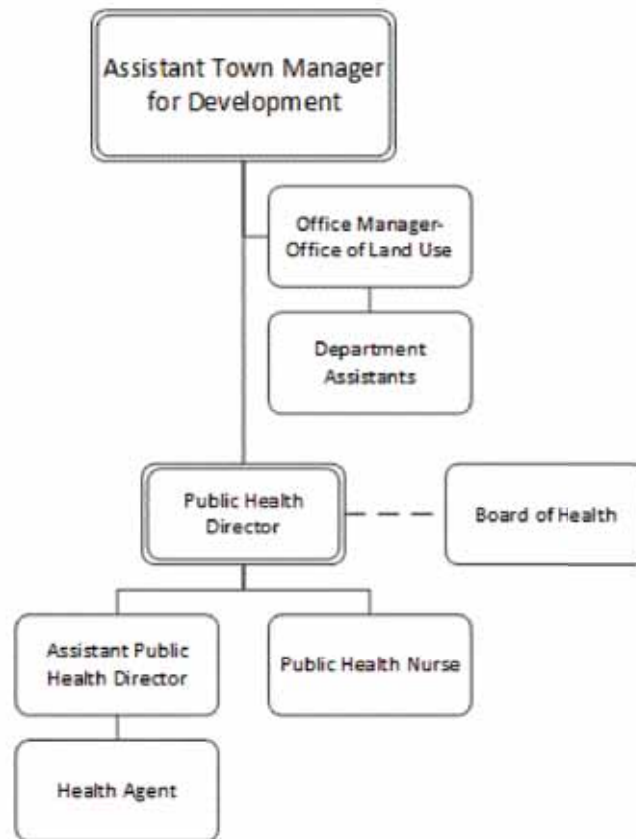 Assistant Town Manager
for Development
Office Manager-
Office of Land Use
Department
Assistants
Public Health
Director
Board of Health
Assistant Public
Health Director
Public Health Nurse
Health Agent